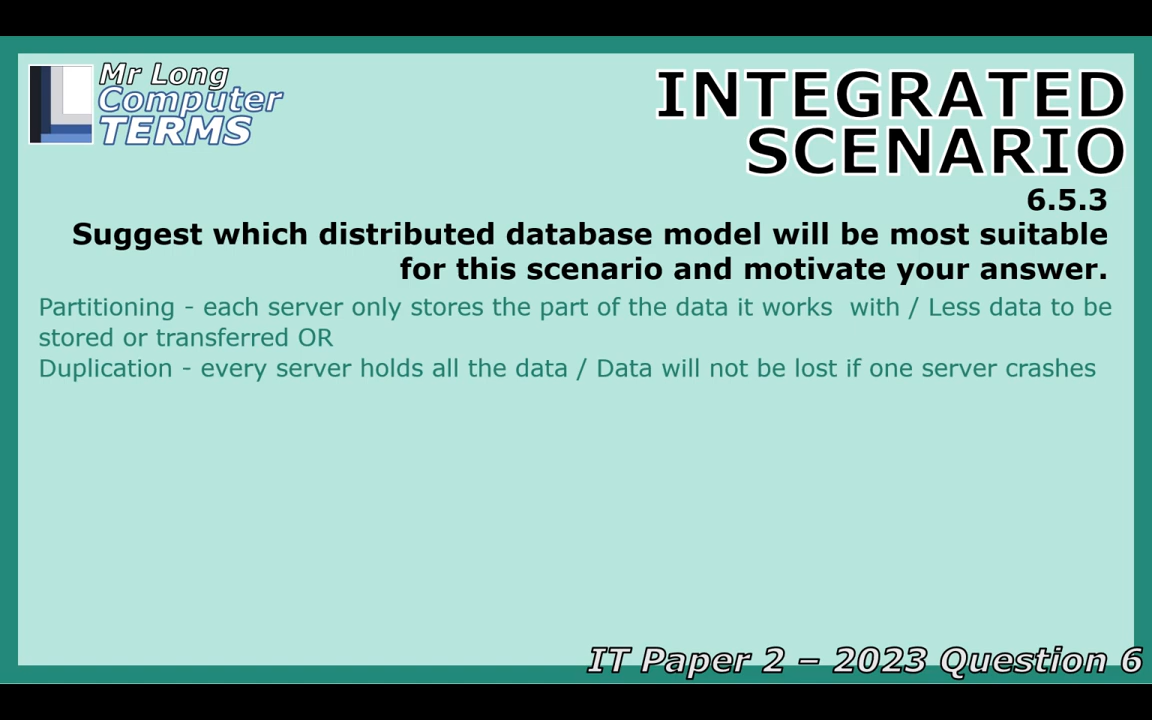 Mr Long
Computer
TERMS
INTEGRATED
SCENARIO
6.5.3
Suggest which distributed database model will be most suitable
for this scenario and motivate your answer.
Partitioning - each server only stores the part of the data it works  with / Less data to be
stored or transferred OR
Duplication - every server holds all the data / Data will not be lost if one server crashes
IT Paper 2 – 2023 Question 6